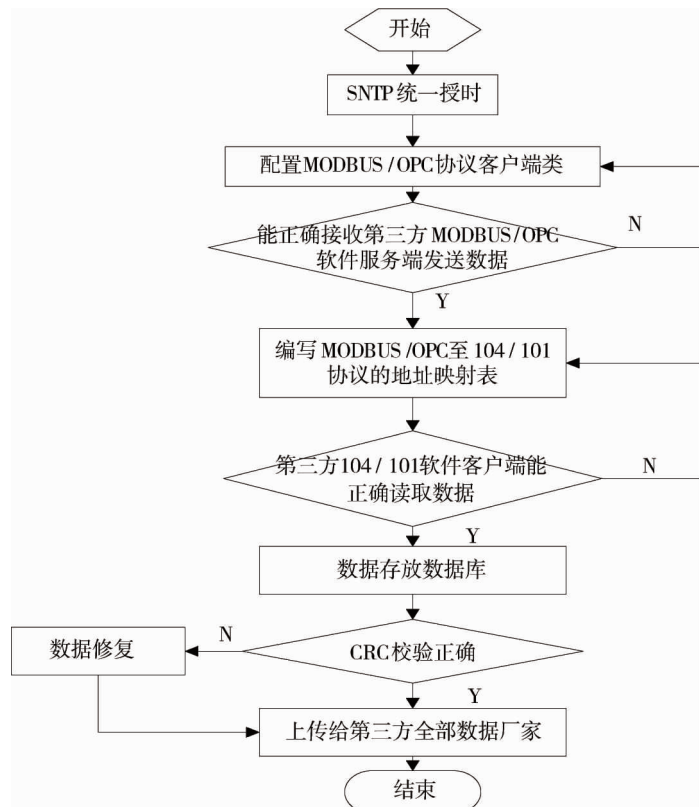 开始
SNTP统一授时
配置MODBUS/OPC协议客户端类
能正确接收第三方MODBUS/OPC
软件服务端发送数据
N
Y
编写MODBUS/OPC至104/101
协议的地址映射表
第三方104/101软件客户端能
正确读取数据
N
Y
数据存放数据库
数据修复
N
CRC校验正确
Y
上传给第三方全部数据厂家
结束